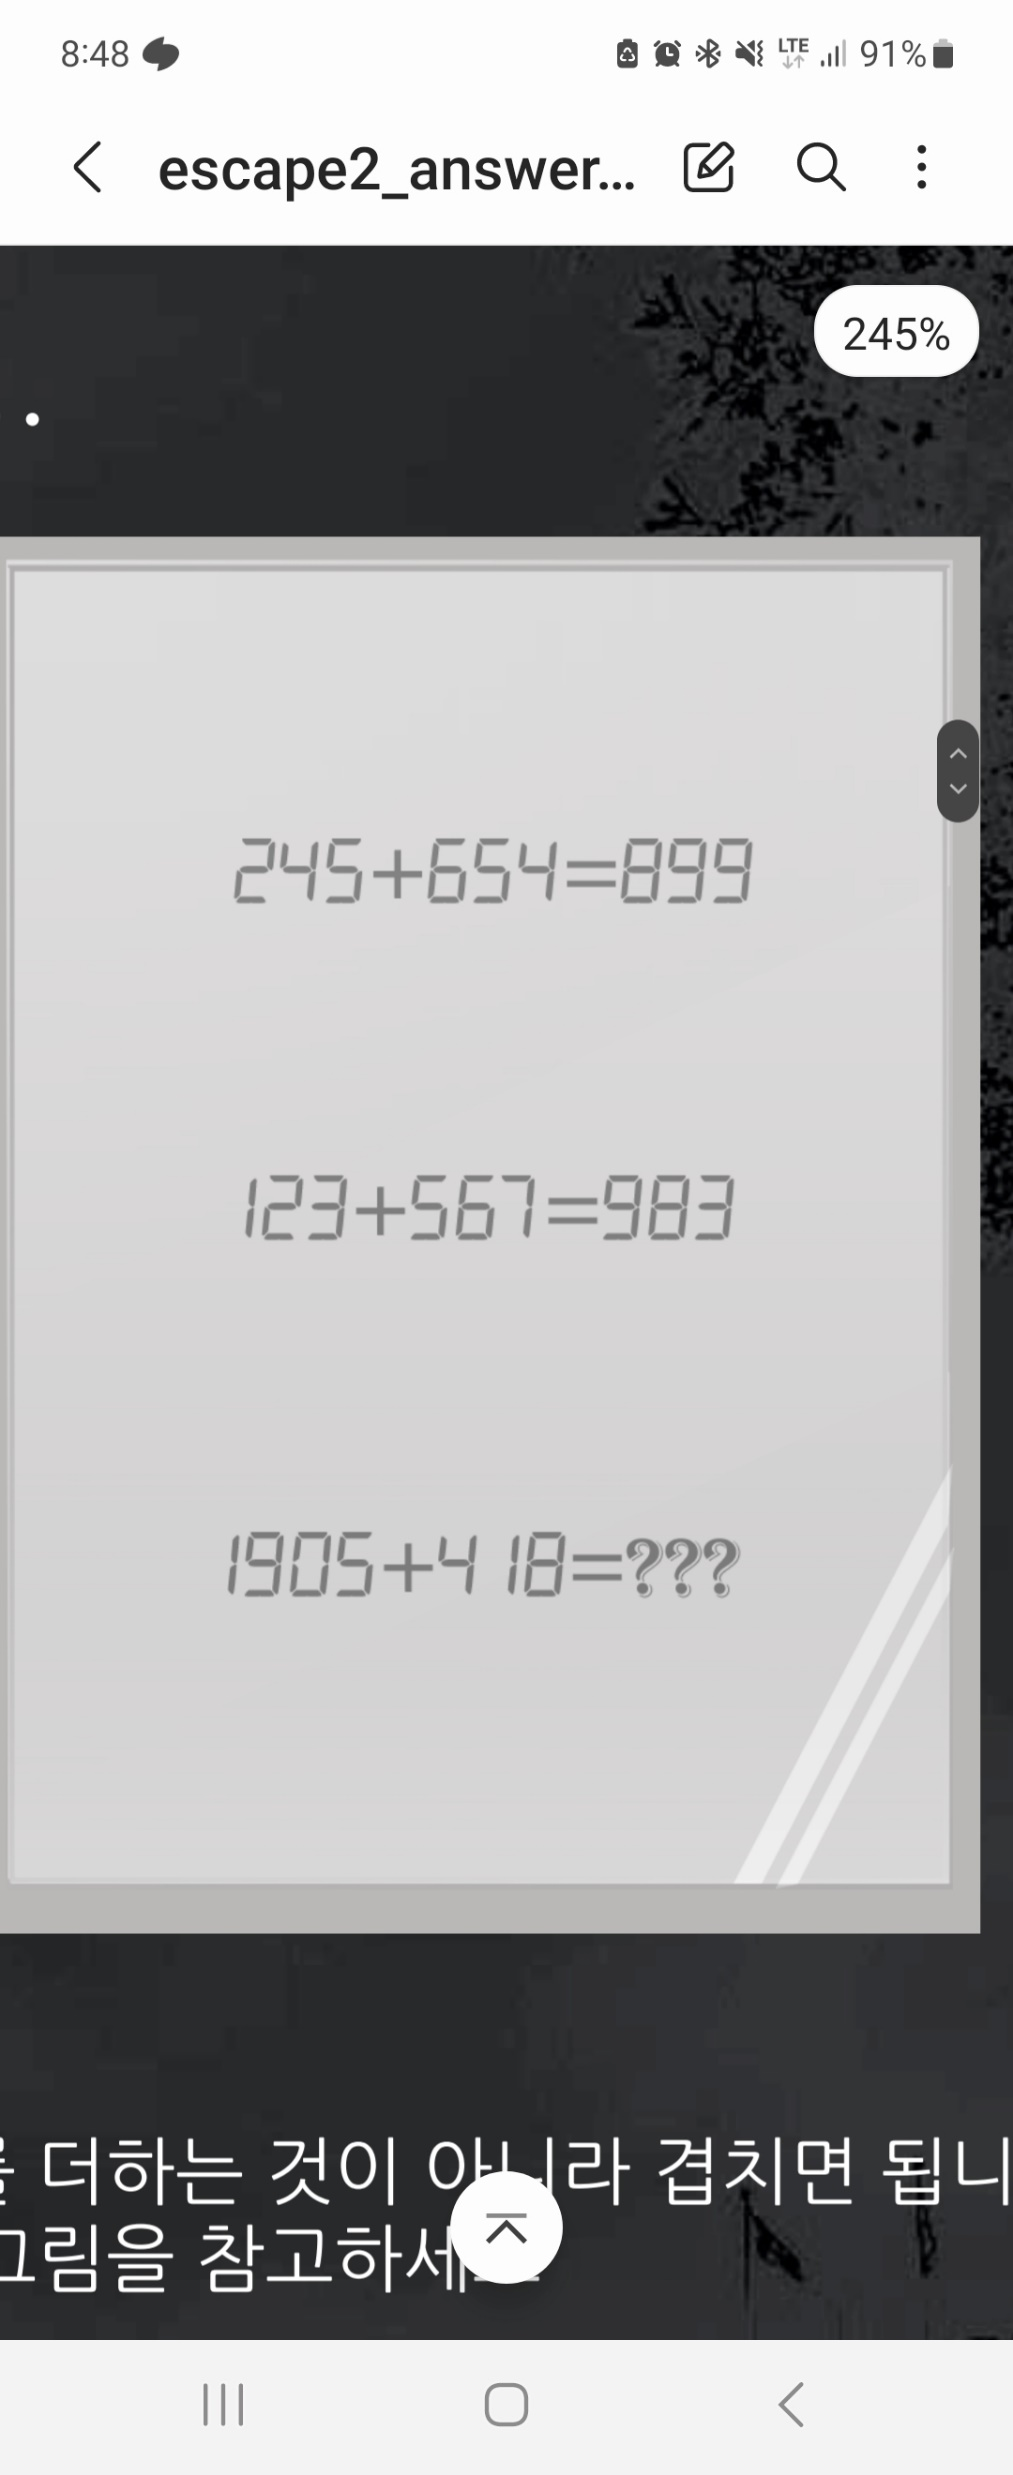 8:48 LTE 91%
escape2_answer...
245%
245+654=899
123+567=983
1905+4 18=???
더하는 것이 아니라 겹치면 됩니
그림을 참고하세